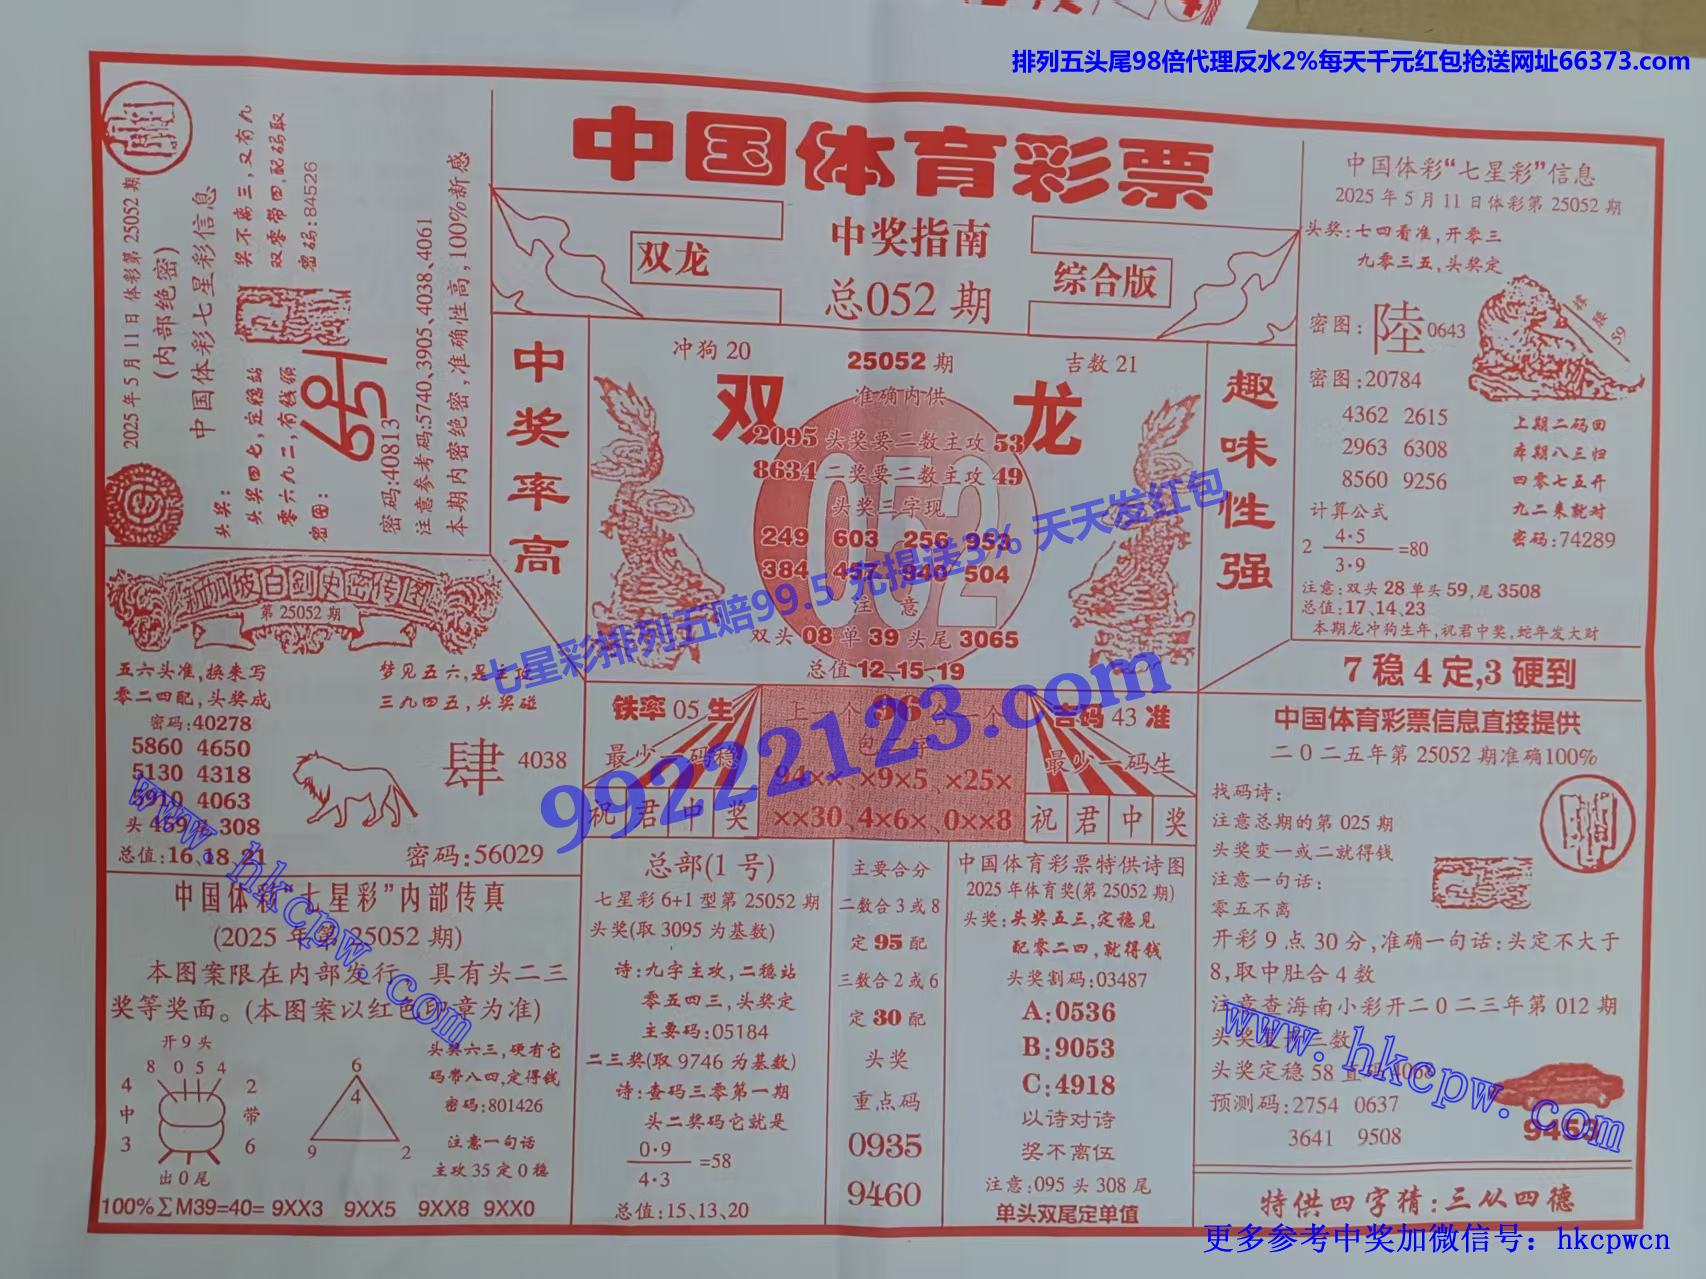 排列五头尾98倍代理反水2%每天千元红包抢送网址66373.com
中国体育彩票
双龙
中奖指南
综合版
总052期
2025年5月11日体彩第25052期
(内部绝密)
中国体彩七星彩信息
奖不离三,又有九
双零带四,配码取
密码:84526
头奖:
头奖四七,定稳站
零六九二,有钱领
密图:
密码:440813
注意参考码:5740、3905、4038、4061
本期内密绝密,准确性高,100%新感
中奖率高
冲狗20
25052期
吉数21
双龙
准确内供
2095头奖要二数主攻53
8634二奖要二数主攻49
头奖三字现
249 603 256 953
384 457 940 504
注意
双头08单39头尾3065
总值12、15、19
趣味性强
中国体彩“七星彩”信息
2025年5月11日体彩第25052期
头奖:七四看准,开零三
九零三五,头奖定
密图:陸0643
密图:20784
4362 2615
2963 6308
8560 9256
上期二码回
本期八三归
四零七五开
九二来就对
密码:74289
计算公式
2 4·5
3·9 =80
注意:双头28单头59,尾3508
总值:17、14、23
本期龙冲狗生年,祝君中奖,蛇年发大财
7稳4定,3硬到
新加坡白剑史密传图
第25052期
五六头准,换来写
零二四配,头奖成
密码:40278
5860 4650
5130 4318
5910 4063
总值:16、18、21
三九四五,头奖碰
肆 4038
密码:56029
铁率05生
最少一码稳
祝君中奖
94××、×9×5、×25×
××30、4×6×、0××8
吉码43准
最少一码生
祝君中奖
中国体彩“七星彩”内部传真
(2025年第25052期)
本图案限在内部发行,具有头二三
奖等奖面。(本图案以红色印章为准)
开9头
8 0 5 4
4中3
2带6
出0尾
6
4
9 2
头奖六三,硬有它
码带八四,定得钱
密码:801426
注意一句话
主攻35定0稳
100%∑M39=40= 9XX3 9XX5 9XX8 9XX0
总部(1号)
七星彩6+1型第25052期
头奖(取3095为基数)
诗:九字主攻,二稳站
零五四三,头奖定
主要码:05184
二三奖(取9746为基数)
诗:查码三零第一期
头二奖码它就是
0·9
4·3 =58
总值:15、13、20
主要合分
二数合3或8
定95配
三数合2或6
定30配
头奖
重点码
0935
9460
中国体育彩票特供诗图
2025年体育奖(第25052期)
头奖:头奖五三,定稳见
配零二四,就得钱
头奖割码:03487
A:0536
B:9053
C:4918
以诗对诗
奖不离伍
注意:095头308尾
单头双尾定单值
中国体育彩票信息直接提供
二0二五年第25052期准确100%
找码诗:
注意总期的第025期
头奖变一或二就得钱
注意一句话:
零五不离
开彩9点30分,准确一句话:头定不大于
8,取中肚合4数
注意查海南小彩开二0二三年第012期
头奖定稳58
预测码:2754 0637
3641 9508
特供四字猜:三从四德
七星彩排列五赔99.5 充提送3% 天天发红包
99222123.com
www.hkcpw.com
www.hkcpw.com
更多参考中奖加微信号: hkcpwcn